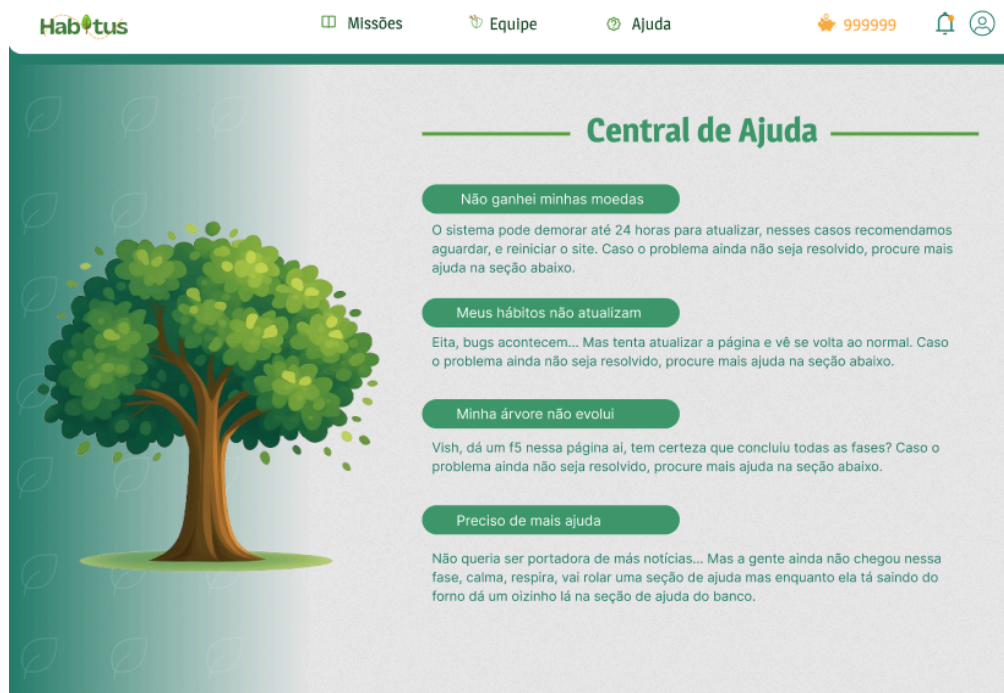 Habitus
Missões
Equipe
Ajuda
999999
Central de Ajuda
Não ganhei minhas moedas
O sistema pode demorar até 24 horas para atualizar, nesses casos recomendamos
aguardar, e reiniciar o site. Caso o problema ainda não seja resolvido, procure mais
ajuda na seção abaixo.
Meus hábitos não atualizam
Eita, bugs acontecem... Mas tenta atualizar a página e vê se volta ao normal. Caso
o problema ainda não seja resolvido, procure mais ajuda na seção abaixo.
Minha árvore não evolui
Vish, dá um f5 nessa página ai, tem certeza que concluiu todas as fases? Caso o
problema ainda não seja resolvido, procure mais ajuda na seção abaixo.
Preciso de mais ajuda
Não queria ser portadora de más notícias... Mas a gente ainda não chegou nessa
fase, calma, respira, vai rolar uma seção de ajuda mas enquanto ela tá saindo do
forno dá um oizinho lá na seção de ajuda do banco.